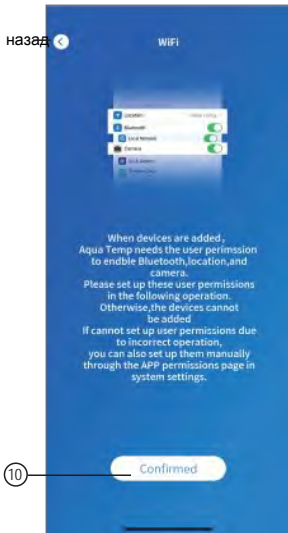 назад
WiFi
Location
Bluetooth
Local Network
Camera
When devices are added,
Aqua Temp needs the user perimssion
to endble Bluetooth,location,and
camera.
Please set up these user permissions
in the following operation.
Otherwise,the devices cannot
be added
If cannot set up user permissions due
to incorrect operation,
you can also set up them manually
through the APP permissions page in
system settings.
10
Confirmed